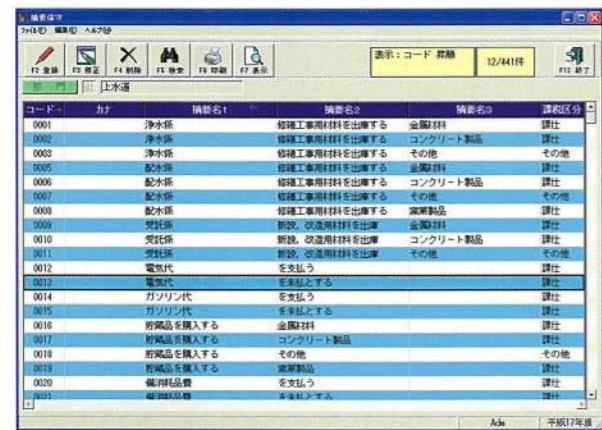 摘要保守
ファイル(F) 編集(E) ヘルプ(H)
F2 登録 F3 修正 F4 削除 F5 検索 F6 印刷 F7 表示 表示：コード 昇順 12/441件 F12 終了
部 門 上水道
コード カナ 摘要名1 摘要名2 摘要名3 課税区分
0001 浄水係 修繕工事用材料を出庫する 金属材料 課仕
0002 浄水係 修繕工事用材料を出庫する コンクリート製品 課仕
0003 浄水係 修繕工事用材料を出庫する その他 その他
0005 配水係 修繕工事用材料を出庫する 金属材料 課仕
0006 配水係 修繕工事用材料を出庫する コンクリート製品 課仕
0007 配水係 修繕工事用材料を出庫する その他 その他
0008 配水係 修繕工事用材料を出庫する 窯業製品 課仕
0009 受託係 新設，改造用材料を出庫 金属材料 課仕
0010 受託係 新設，改造用材料を出庫 コンクリート製品 課仕
0011 受託係 新設，改造用材料を出庫 その他 その他
0012 電気代 を支払う 課仕
0013 電気代 を未払とする 課仕
0014 ガソリン代 を支払う 課仕
0015 ガソリン代 を未払とする 課仕
0016 貯蔵品を購入する 金属材料 課仕
0017 貯蔵品を購入する コンクリート製品 課仕
0018 貯蔵品を購入する その他 その他
0019 貯蔵品を購入する 窯業製品 課仕
0020 備消耗品費 を支払う 課仕
0021 備消耗品費 を未払とする 課仕
Adm 平成17年度